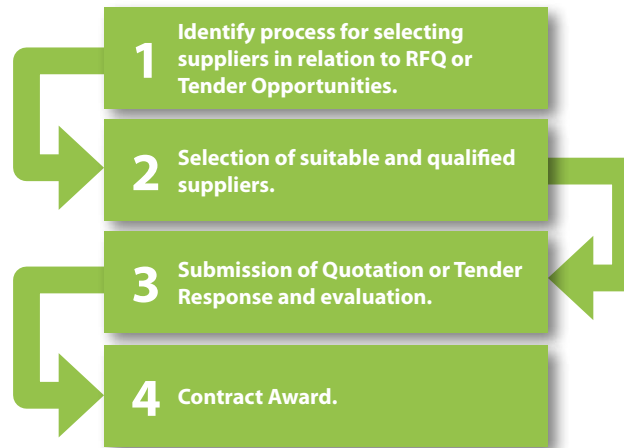 1
Identify process for selecting
suppliers in relation to RFQ or
Tender Opportunities.
2
Selection of suitable and qualified
suppliers.
3
Submission of Quotation or Tender
Response and evaluation.
4
Contract Award.